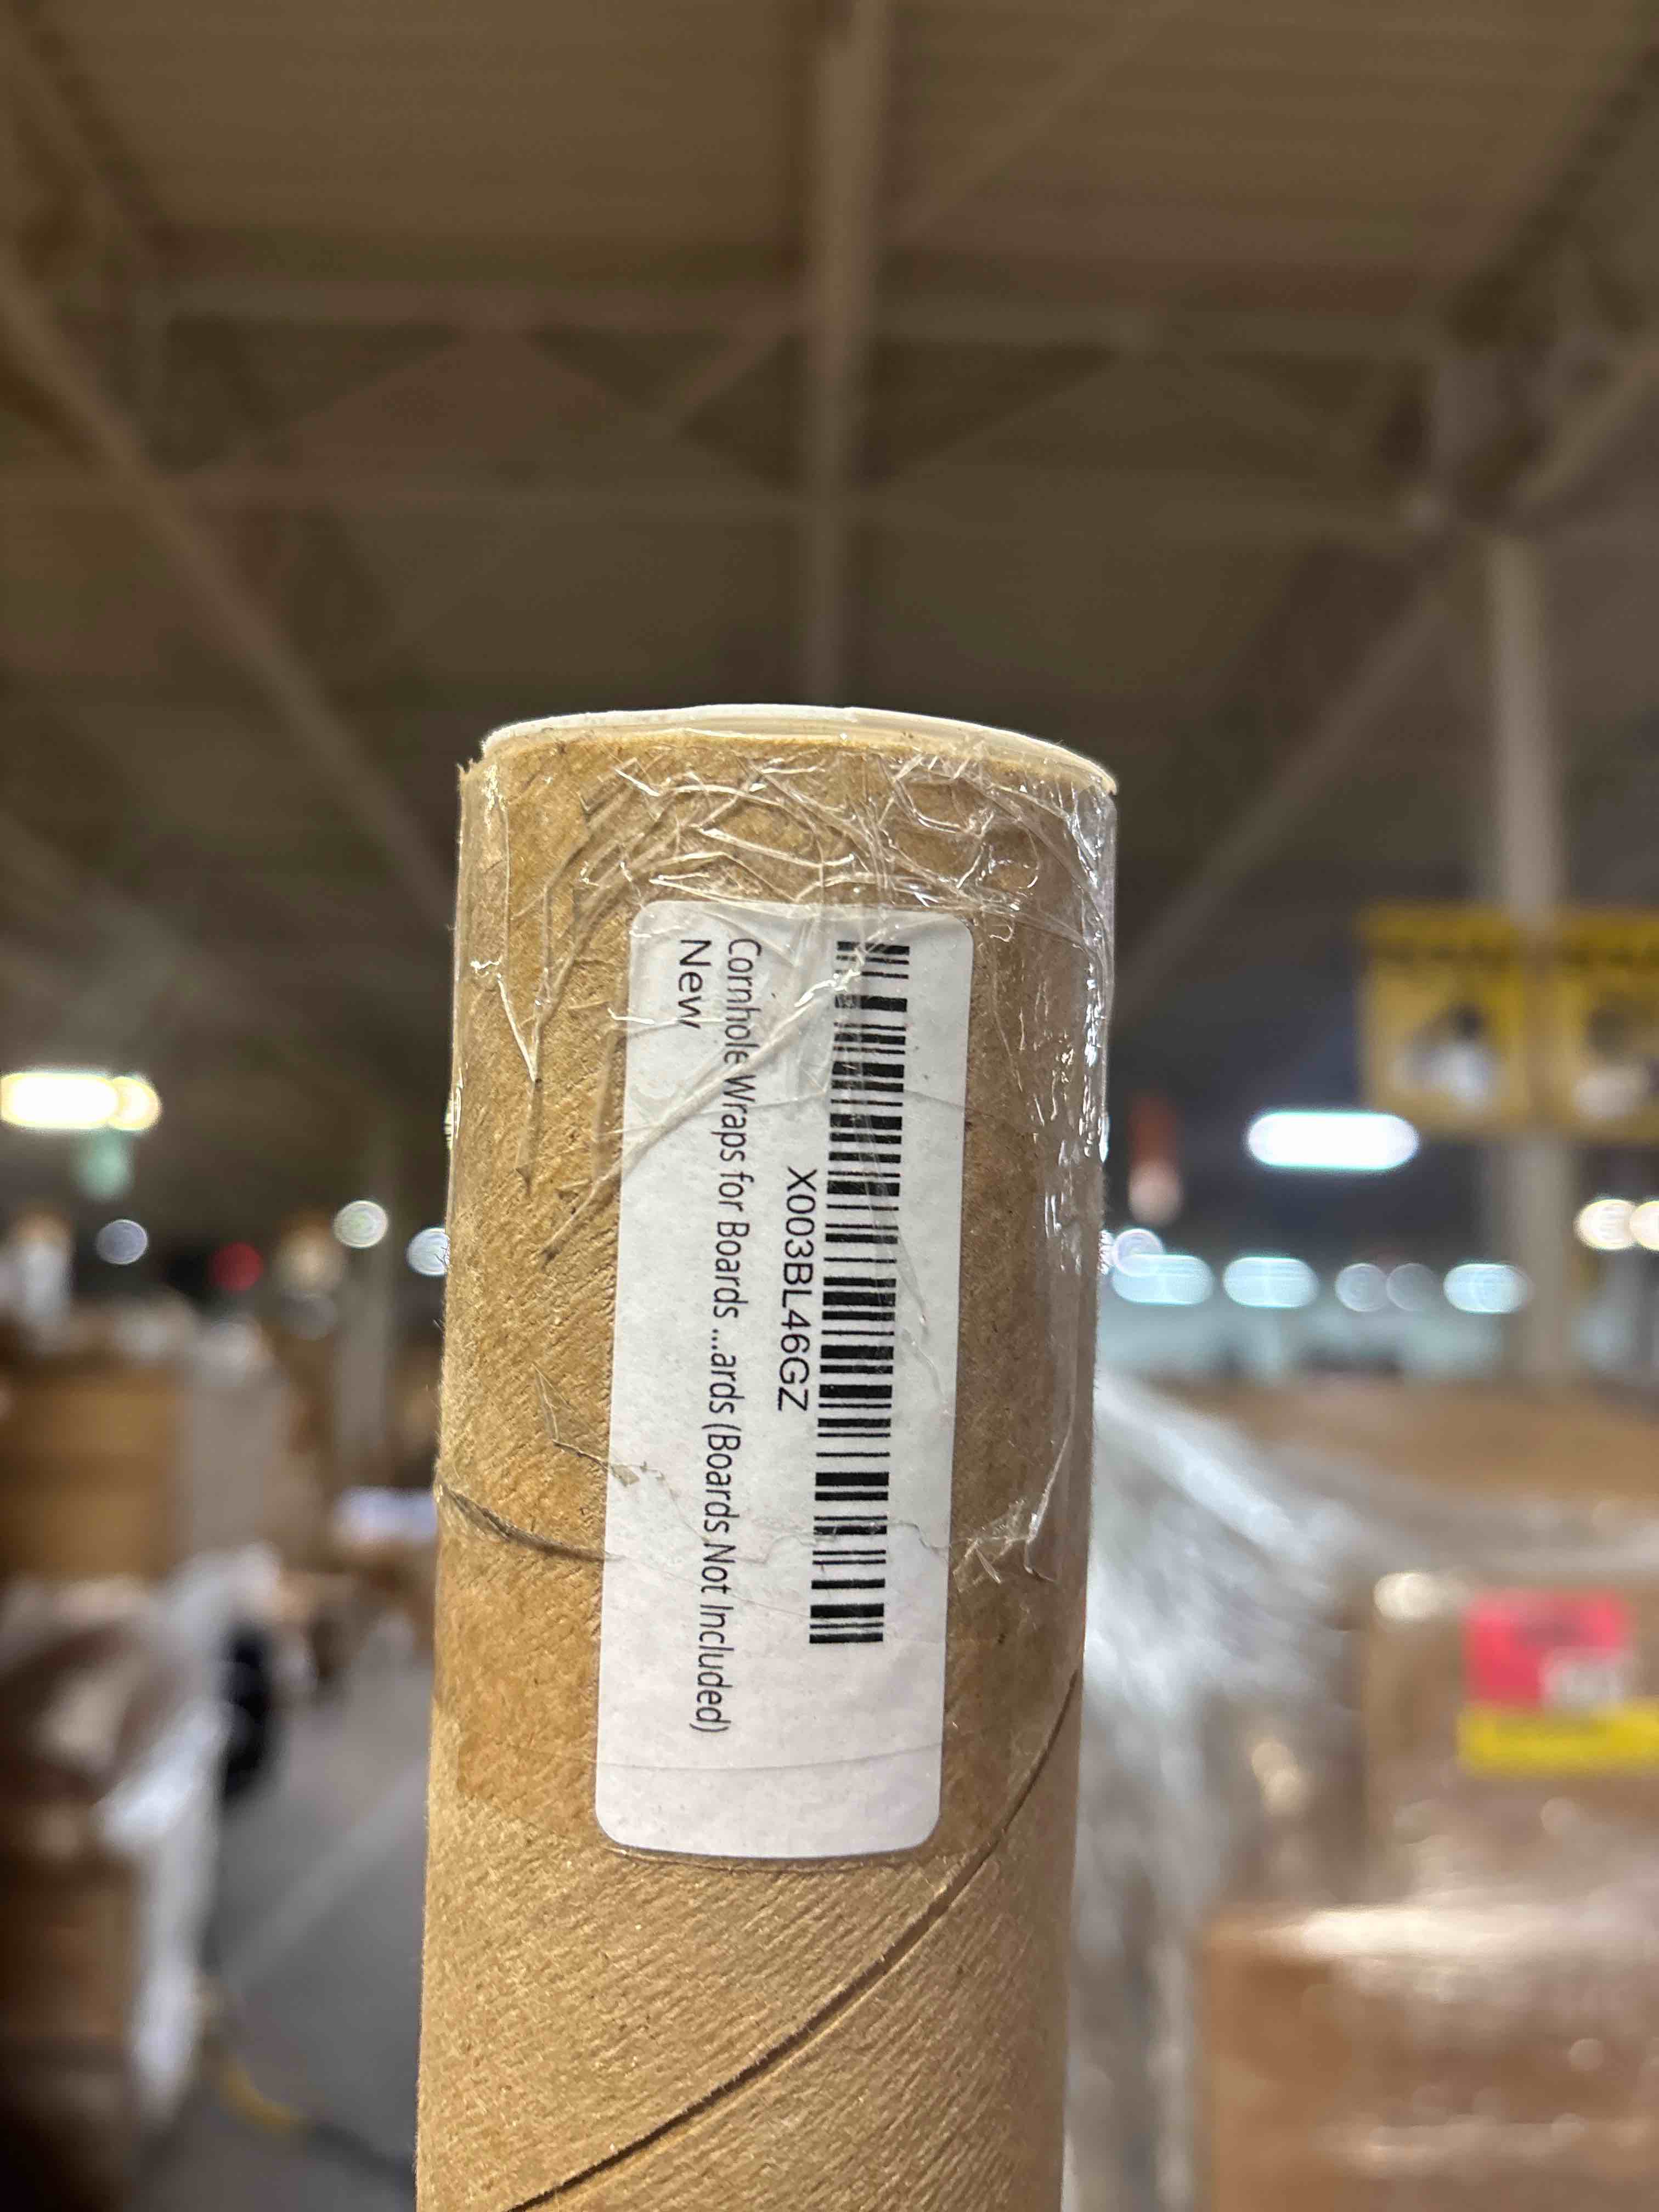 X003BL46GZ
Cornhole Wraps for Boards ...ards (Boards Not Included)
New